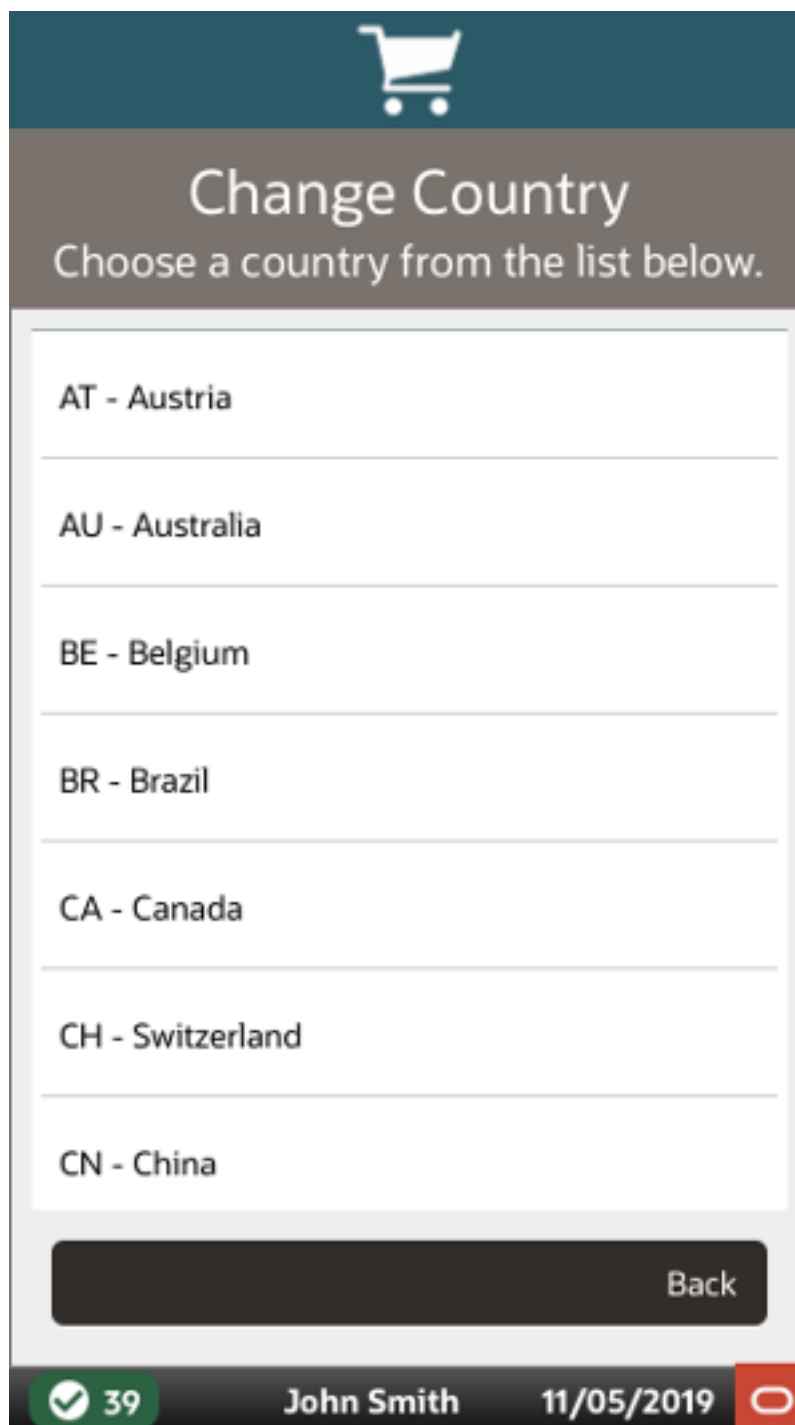 Change Country
Choose a country from the list below.
AT - Austria
AU - Australia
BE - Belgium
BR - Brazil
CA - Canada
CH - Switzerland
CN - China
Back
39 John Smith 11/05/2019